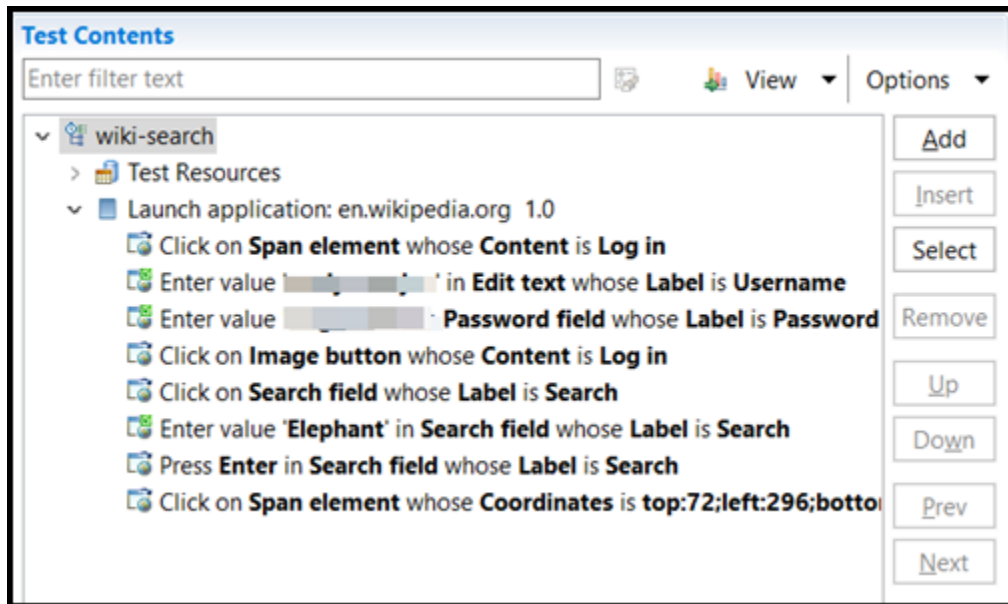 Test Contents
Enter filter text
View
Options
wiki-search
Test Resources
Launch application: en.wikipedia.org 1.0
Click on Span element whose Content is Log in
Enter value ' ' in Edit text whose Label is Username
Enter value Password field whose Label is Password
Click on Image button whose Content is Log in
Click on Search field whose Label is Search
Enter value 'Elephant' in Search field whose Label is Search
Press Enter in Search field whose Label is Search
Click on Span element whose Coordinates is top:72;left:296;botto
Add
Insert
Select
Remove
Up
Down
Prev
Next